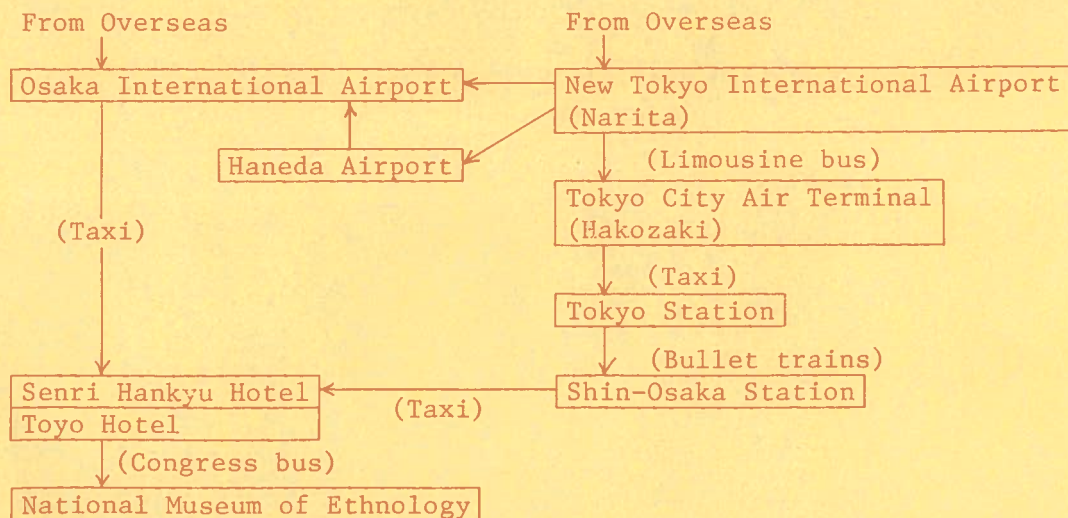 From Overseas
From Overseas
Osaka International Airport
New Tokyo International Airport
(Narita)
Haneda Airport
(Limousine bus)
Tokyo City Air Terminal
(Hakozaki)
(Taxi)
(Taxi)
Tokyo Station
(Bullet trains)
Senri Hankyu Hotel
Shin-Osaka Station
(Taxi)
Toyo Hotel
(Congress bus)
National Museum of Ethnology